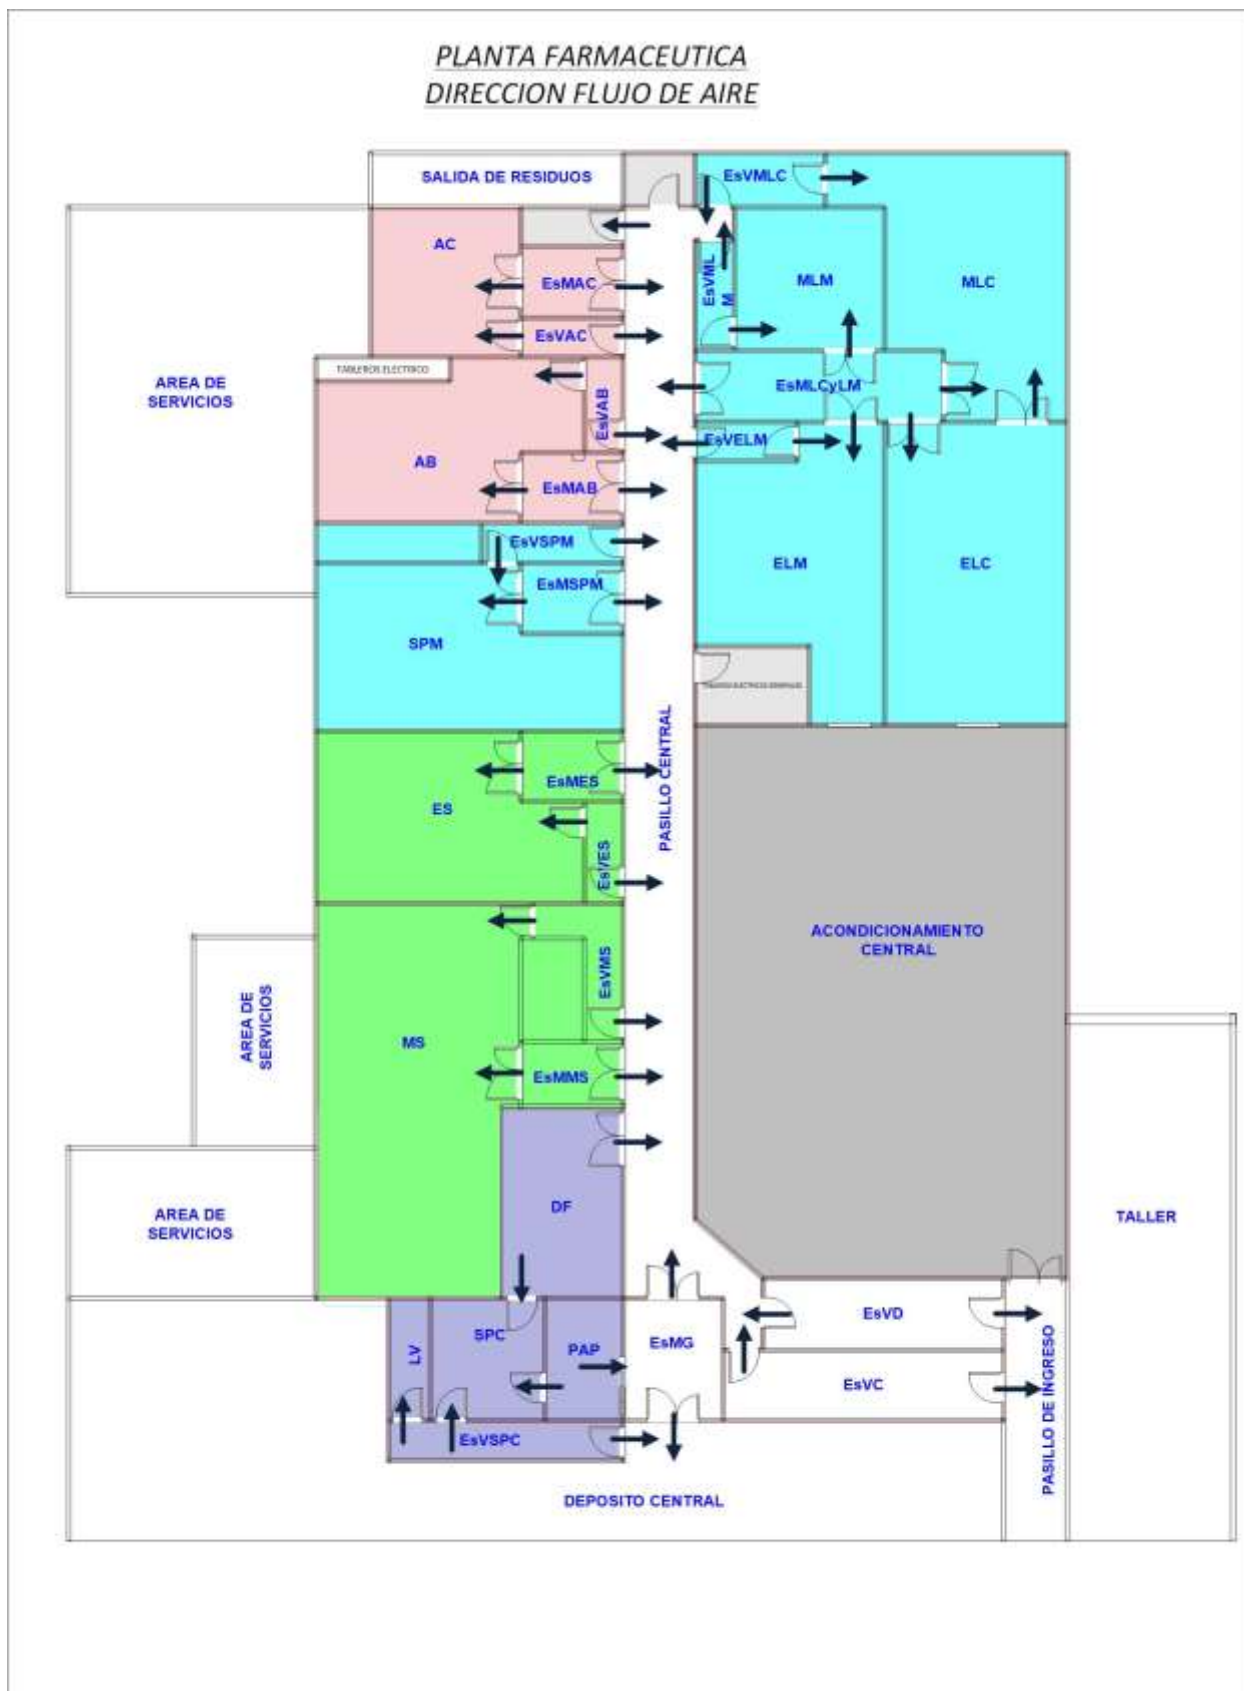 PLANTA FARMACEUTICA
DIRECCION FLUJO DE AIRE
SALIDA DE RESIDUOS
EsVMLC
AC
EsMAC
EsVAC
EsVML
M
MLM
MLC
AREA DE
SERVICIOS
TABLEROS ELECTRICO
EsVAB
EsMLCyLM
EsVELM
AB
EsMAB
EsVSPM
EsMSPM
SPM
ELM
ELC
PASILLO CENTRAL
EsMES
ES
EsVES
ACONDICIONAMIENTO
CENTRAL
EsVMS
AREA DE
SERVICIOS
MS
EsMMS
DF
AREA DE
SERVICIOS
TALLER
LV
SPC
PAP
EsMG
EsVD
EsVC
EsVSPC
PASILLO DE INGRESO
DEPOSITO CENTRAL